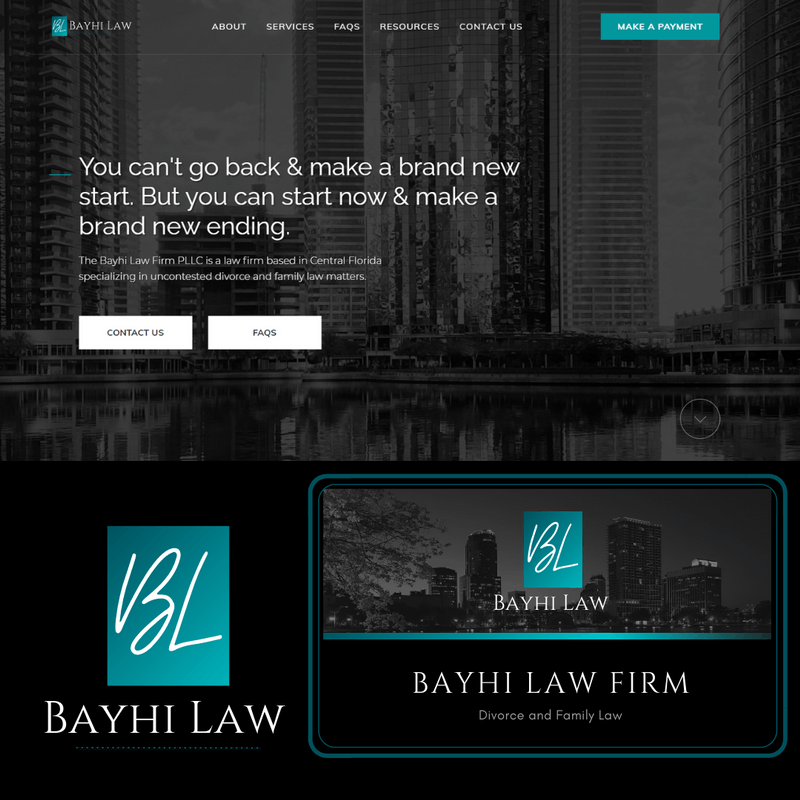 BL BAYHI LAW
ABOUT SERVICES FAQS RESOURCES CONTACT US
MAKE A PAYMENT
You can't go back & make a brand new
start. But you can start now & make a
brand new ending.
The Bayhi Law Firm PLLC is a law firm based in Central Florida
specializing in uncontested divorce and family law matters.
CONTACT US
FAQS
BL
BAYHI LAW
BL
BAYHI LAW
BAYHI LAW FIRM
Divorce and Family Law